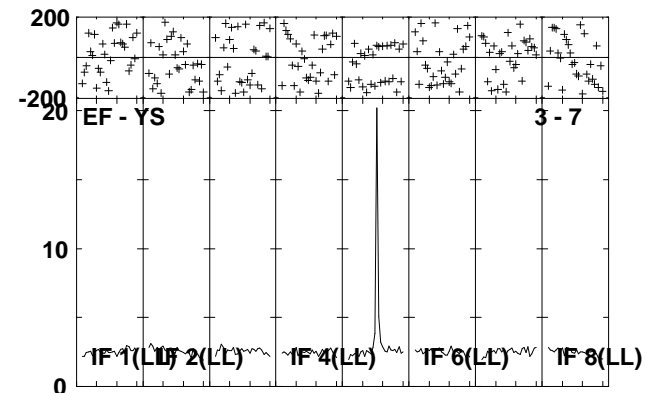 200
-200
20
EF - YS
3 - 7
10
IF 1(LL)
IF 2(LL)
IF 4(LL)
IF 6(LL)
IF 8(LL)
0